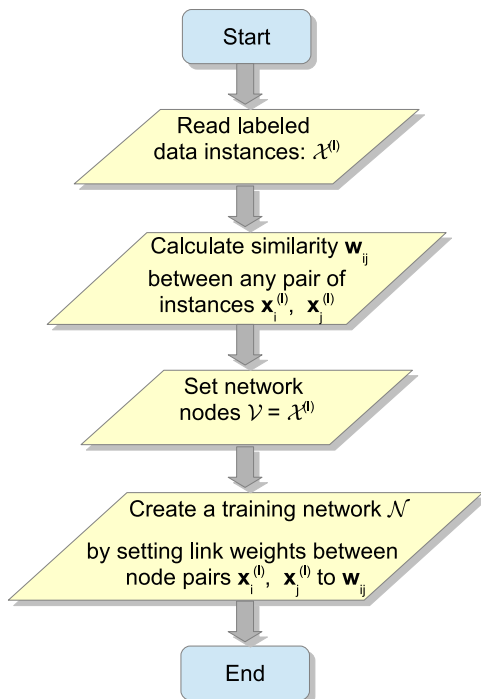 Start
Read labeled
data instances: 𝒳⁽ˡ⁾
Calculate similarity wᵢⱼ
between any pair of
instances xᵢ⁽ˡ⁾, xⱼ⁽ˡ⁾
Set network
nodes 𝒱 = 𝒳⁽ˡ⁾
Create a training network 𝒩
by setting link weights between
node pairs xᵢ⁽ˡ⁾, xⱼ⁽ˡ⁾ to wᵢⱼ
End